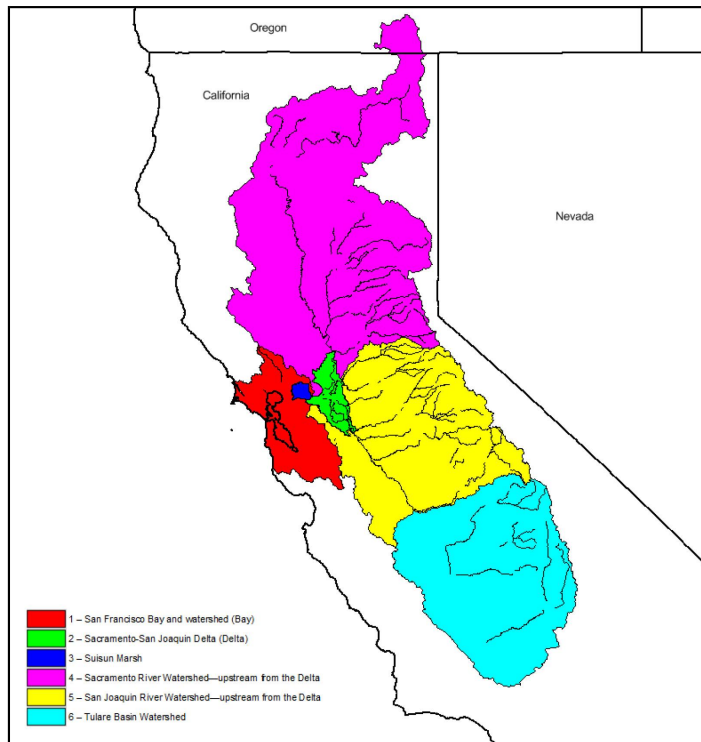 Oregon
California
Nevada
1 – San Francisco Bay and watershed (Bay)
2 – Sacramento-San Joaquin Delta (Delta)
3 – Suisun Marsh
4 – Sacramento River Watershed—upstream from the Delta
5 – San Joaquin River Watershed—upstream from the Delta
6 – Tulare Basin Watershed